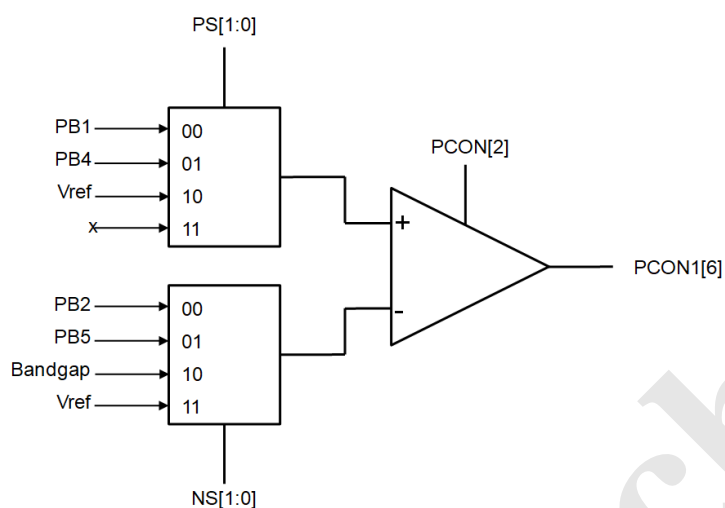 PS[1:0]
PB1
00
PB4
01
Vref
10
x
11
PCON[2]
+
-
PCON1[6]
PB2
00
PB5
01
Bandgap
10
Vref
11
NS[1:0]